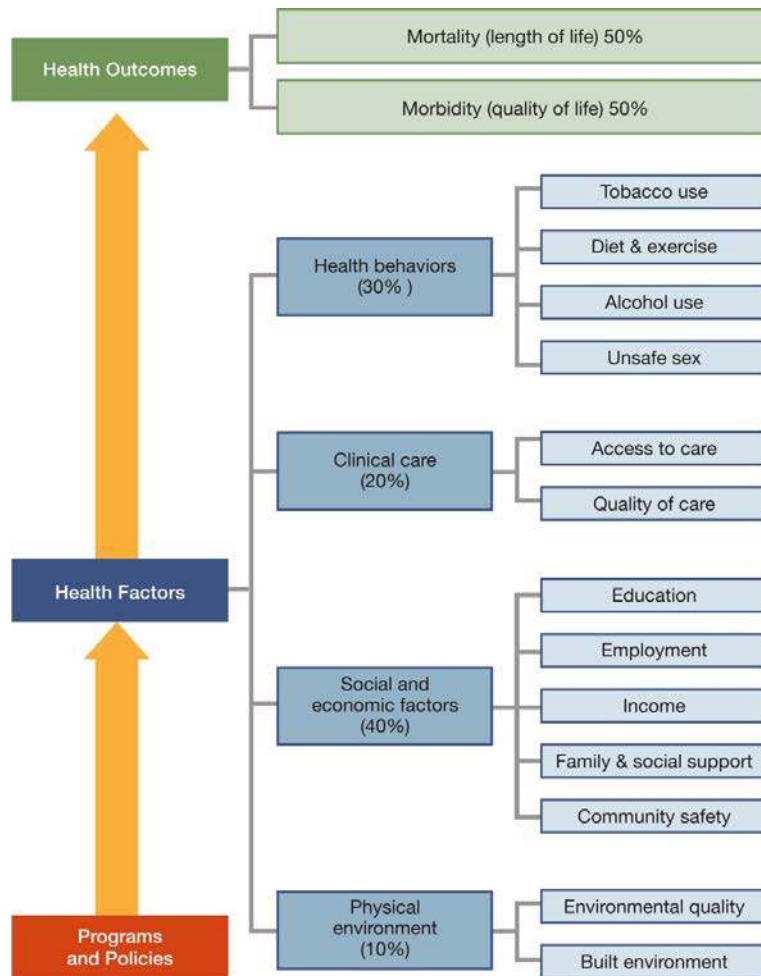 Health Outcomes
Mortality (length of life) 50%
Morbidity (quality of life) 50%
Health Factors
Health behaviors
(30% )
Tobacco use
Diet & exercise
Alcohol use
Unsafe sex
Clinical care
(20%)
Access to care
Quality of care
Social and
economic factors
(40%)
Education
Employment
Income
Family & social support
Community safety
Physical
environment
(10%)
Environmental quality
Built environment
Programs
and Policies